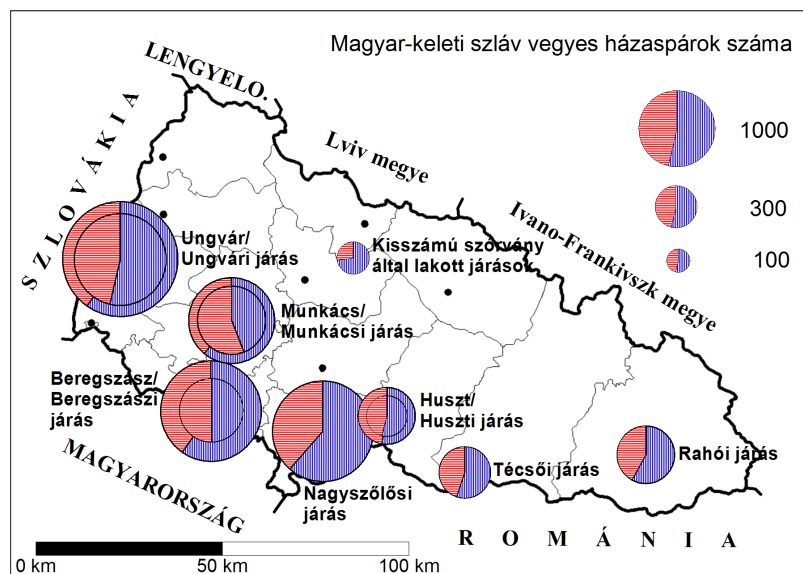 Magyar-keleti szláv vegyes házaspárok száma
LENGYELO.
SZLOVÁKIA
Lviv megye
Ivano-Frankivszk megye
1000
300
100
Ungvár/
Ungvári járás
Kisszámú szórvány
által lakott járások
Munkács/
Munkácsi járás
Beregszász/
Beregszászi
járás
Huszt/
Huszti járás
Nagyszőlősi
járás
Técsői járás
Rahói járás
MAGYARORSZÁG
ROMÁNIA
0 km
50 km
100 km